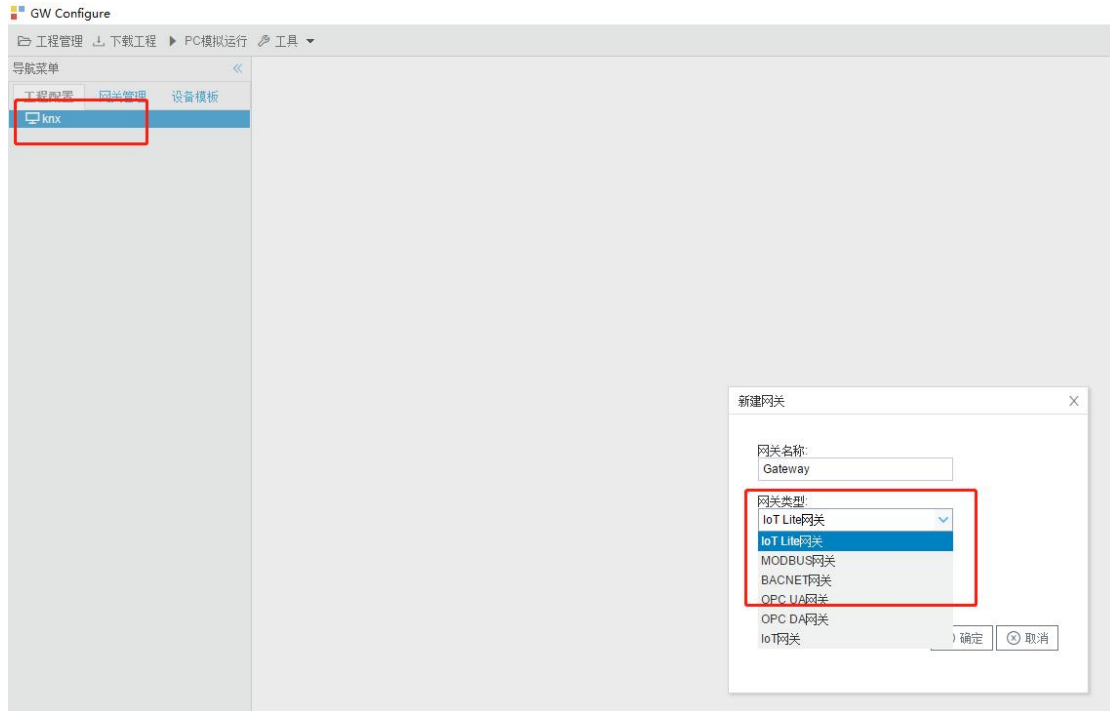 GW Configure
工程管理 下载工程 PC模拟运行 工具
导航菜单
工程配置 网关管理 设备模板
knx
新建网关
网关名称:
Gateway
网关类型:
IoT Lite网关
IoT Lite网关
MODBUS网关
BACNET网关
OPC UA网关
OPC DA网关
IoT网关
确定 取消